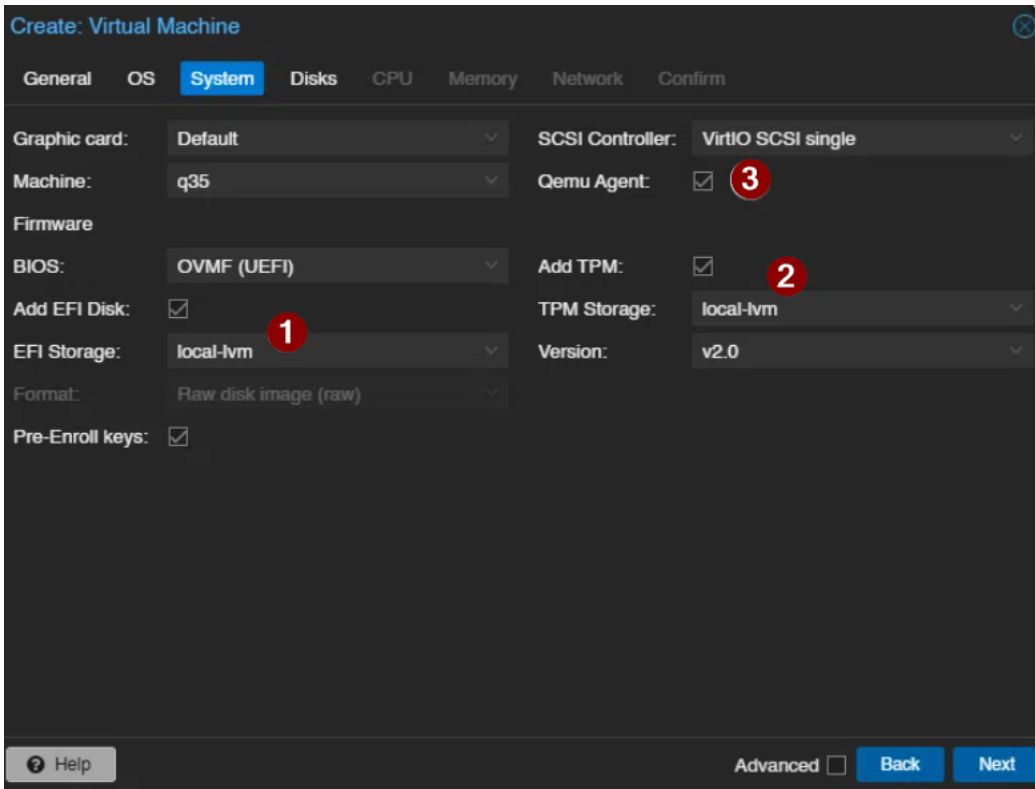 Create: Virtual Machine
General OS System Disks CPU Memory Network Confirm
Graphic card: Default SCSI Controller: VirtIO SCSI single
Machine: q35 Qemu Agent: 3
Firmware
BIOS: OVMF (UEFI) Add TPM: 2
Add EFI Disk: TPM Storage: local-lvm
1
EFI Storage: local-lvm Version: v2.0
Format: Raw disk image (raw)
Pre-Enroll keys:
? Help Advanced Back Next